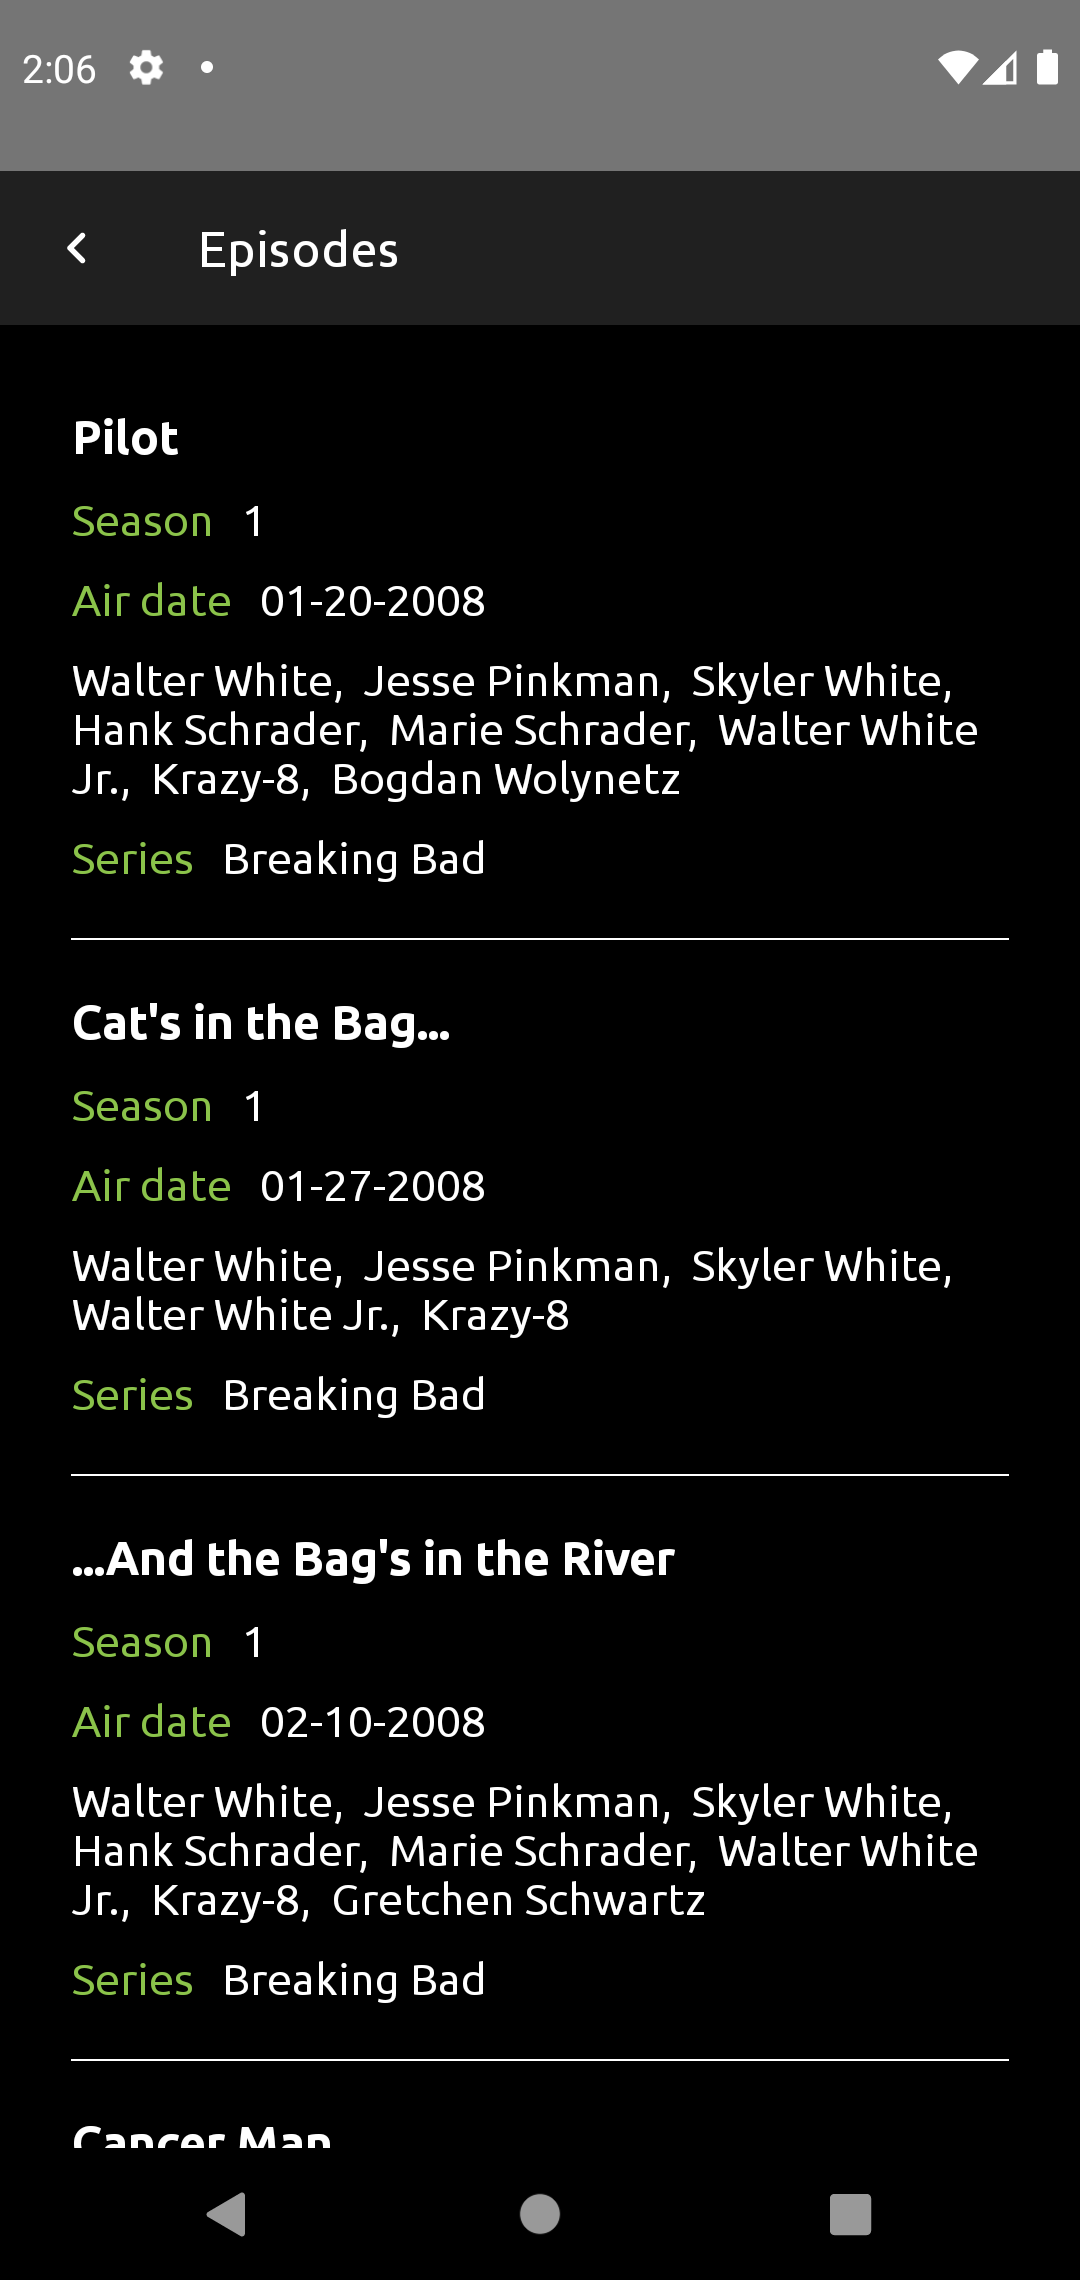 2:06
Episodes
Pilot
Season 1
Air date 01-20-2008
Walter White, Jesse Pinkman, Skyler White,
Hank Schrader, Marie Schrader, Walter White
Jr., Krazy-8, Bogdan Wolynetz
Series Breaking Bad
Cat's in the Bag...
Season 1
Air date 01-27-2008
Walter White, Jesse Pinkman, Skyler White,
Walter White Jr., Krazy-8
Series Breaking Bad
...And the Bag's in the River
Season 1
Air date 02-10-2008
Walter White, Jesse Pinkman, Skyler White,
Hank Schrader, Marie Schrader, Walter White
Jr., Krazy-8, Gretchen Schwartz
Series Breaking Bad
Cancer Man